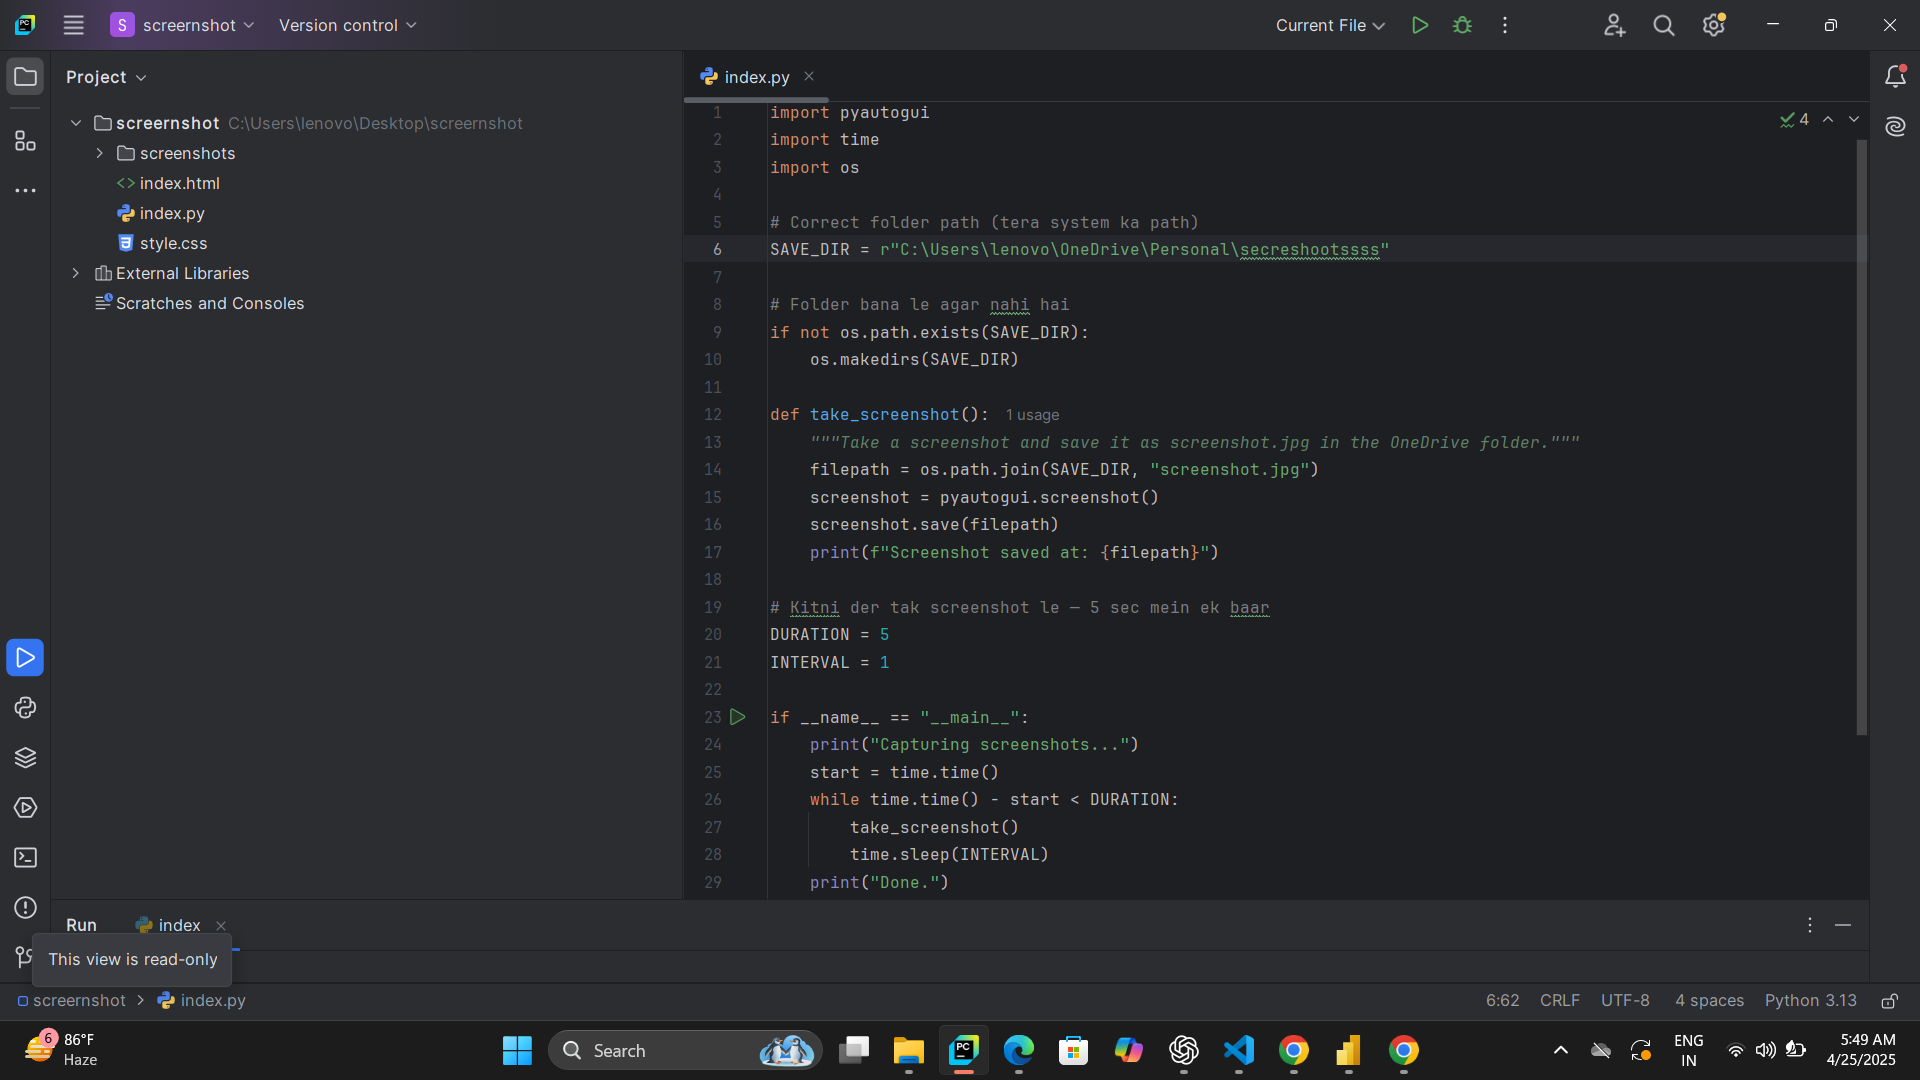 PC
S screernshot
Version control
Current File
Project
index.py
screernshot C:\Users\lenovo\Desktop\screernshot
screenshots
<> index.html
index.py
style.css
External Libraries
Scratches and Consoles
4
1 import pyautogui
2 import time
3 import os
4
5 # Correct folder path (tera system ka path)
6 SAVE_DIR = r"C:\Users\lenovo\OneDrive\Personal\secreshootssss"
7
8 # Folder bana le agar nahi hai
9 if not os.path.exists(SAVE_DIR):
10 os.makedirs(SAVE_DIR)
11
12 def take_screenshot(): 1 usage
13 """Take a screenshot and save it as screenshot.jpg in the OneDrive folder."""
14 filepath = os.path.join(SAVE_DIR, "screenshot.jpg")
15 screenshot = pyautogui.screenshot()
16 screenshot.save(filepath)
17 print(f"Screenshot saved at: {filepath}")
18
19 # Kitni der tak screenshot le — 5 sec mein ek baar
20 DURATION = 5
21 INTERVAL = 1
22
23 if __name__ == "__main__":
24 print("Capturing screenshots...")
25 start = time.time()
26 while time.time() - start < DURATION:
27 take_screenshot()
28 time.sleep(INTERVAL)
29 print("Done.")
Run index
This view is read-only
screernshot > index.py
6:62 CRLF UTF-8 4 spaces Python 3.13
6
86°F
Haze
Search
PC
ENG
IN
5:49 AM
4/25/2025